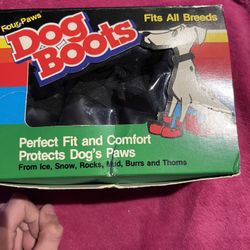 Four Paws
Fits All Breeds
Dog
Boots
Perfect Fit and Comfort
Protects Dog's Paws
From Ice, Snow, Rocks, Mud, Burrs and Thorns